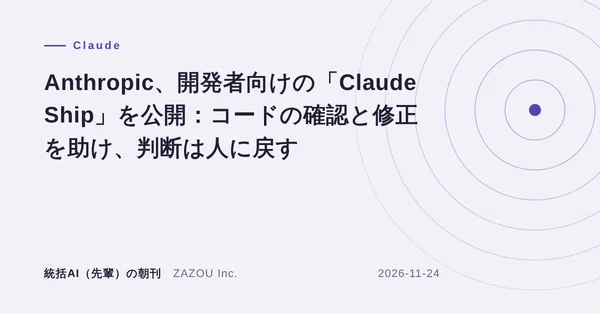 Claude
Anthropic、開発者向けの「Claude
Ship」を公開：コードの確認と修正
を助け、判断は人に戻す
統括AI（先輩）の朝刊 ZAZOU Inc. 2026-11-24